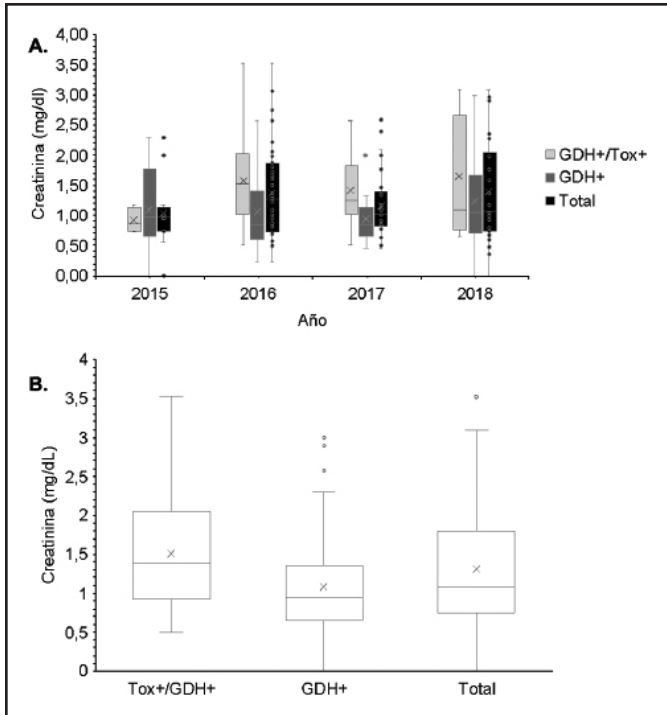 A.
Creatinina (mg/dl)
4,00
3,50
3,00
2,50
2,00
1,50
1,00
0,50
0,00
2015
2016
2017
2018
Año
GDH+/Tox+
GDH+
Total
B.
Creatinina (mg/dL)
4
3,5
3
2,5
2
1,5
1
0,5
0
Tox+/GDH+
GDH+
Total